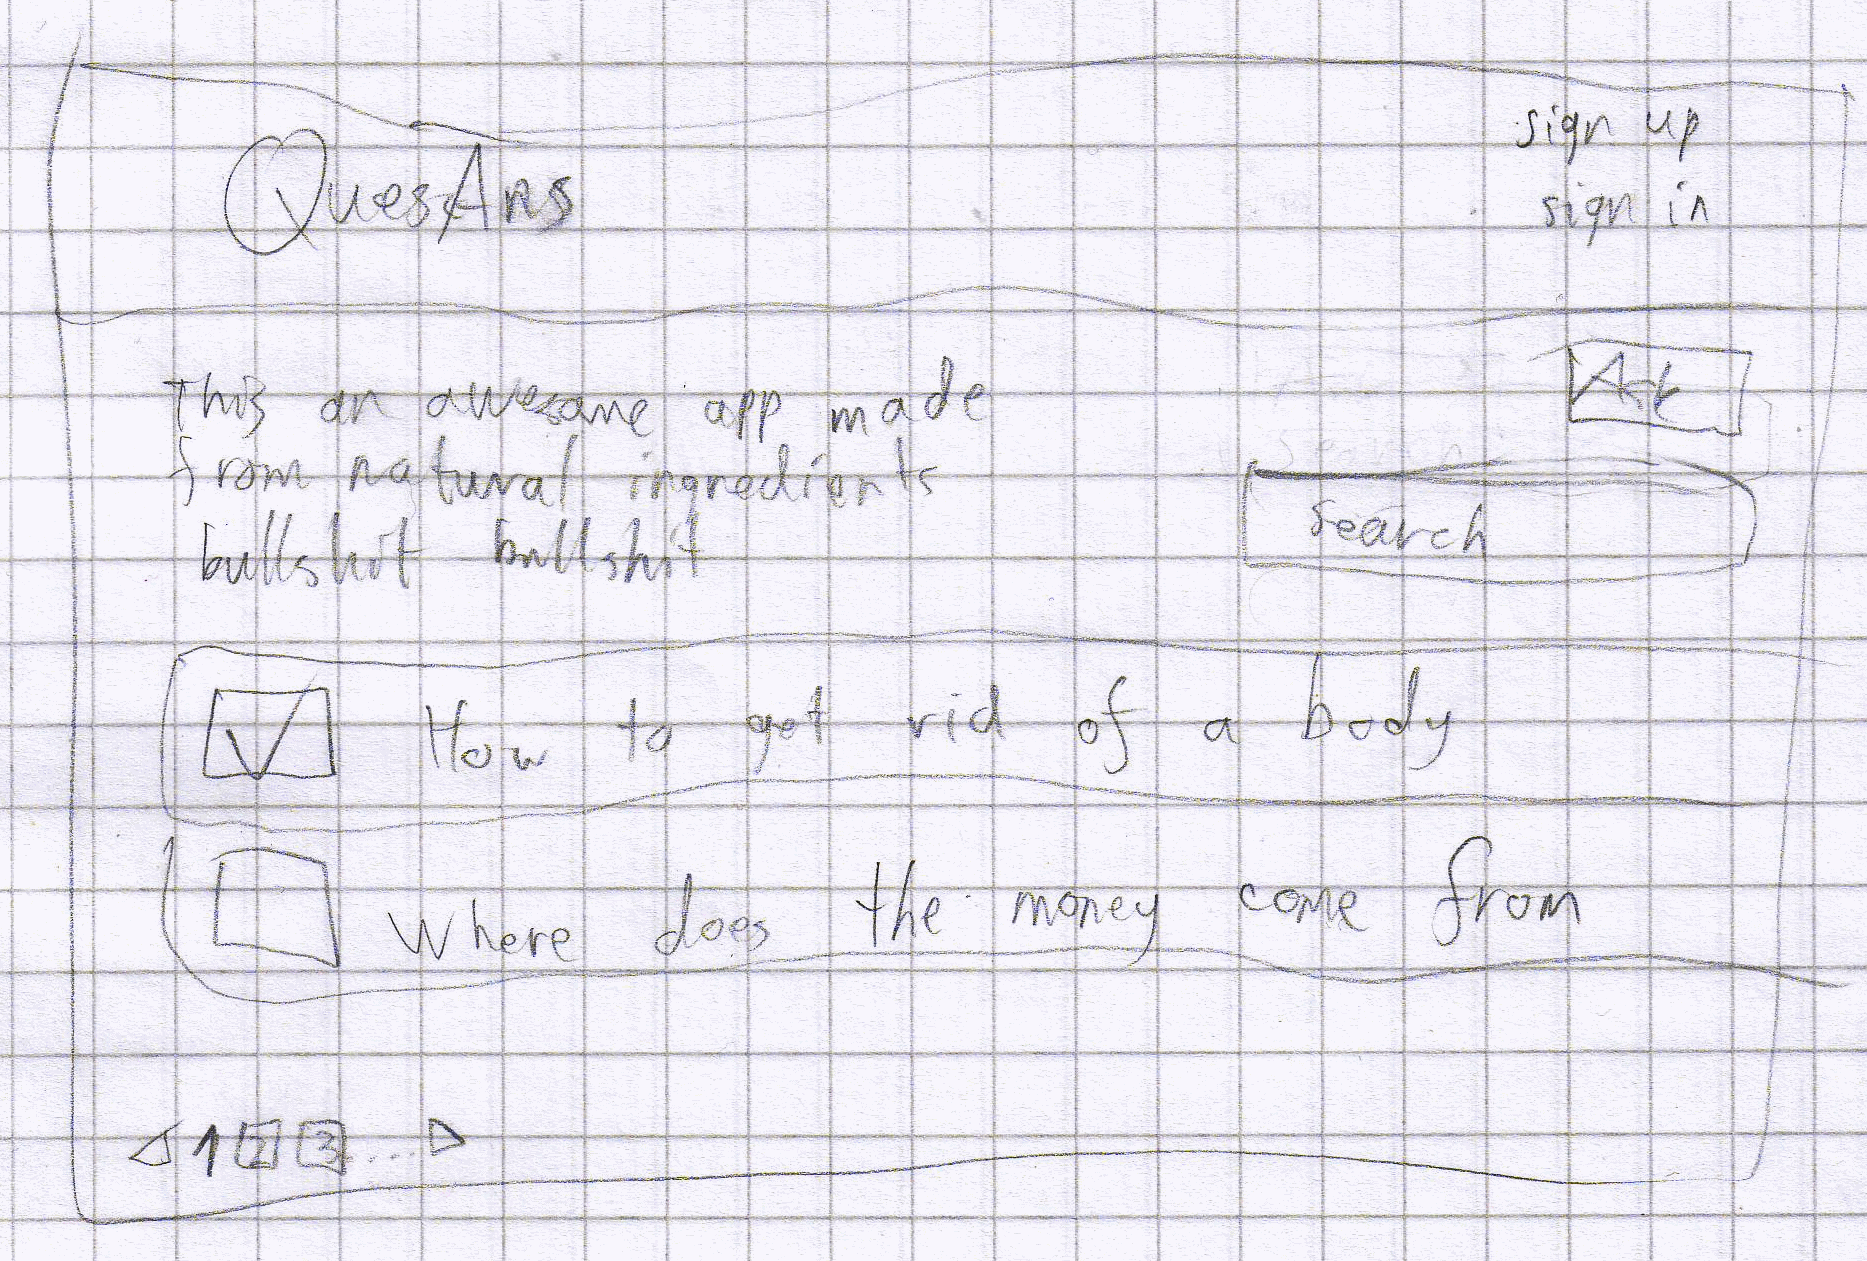 QuesAns
sign up
sign in
This an awesome app made
from natural ingredients
bullshit bullshit
Ask
Search
How to get rid of a body
Where does the money come from
1 2 3 ....